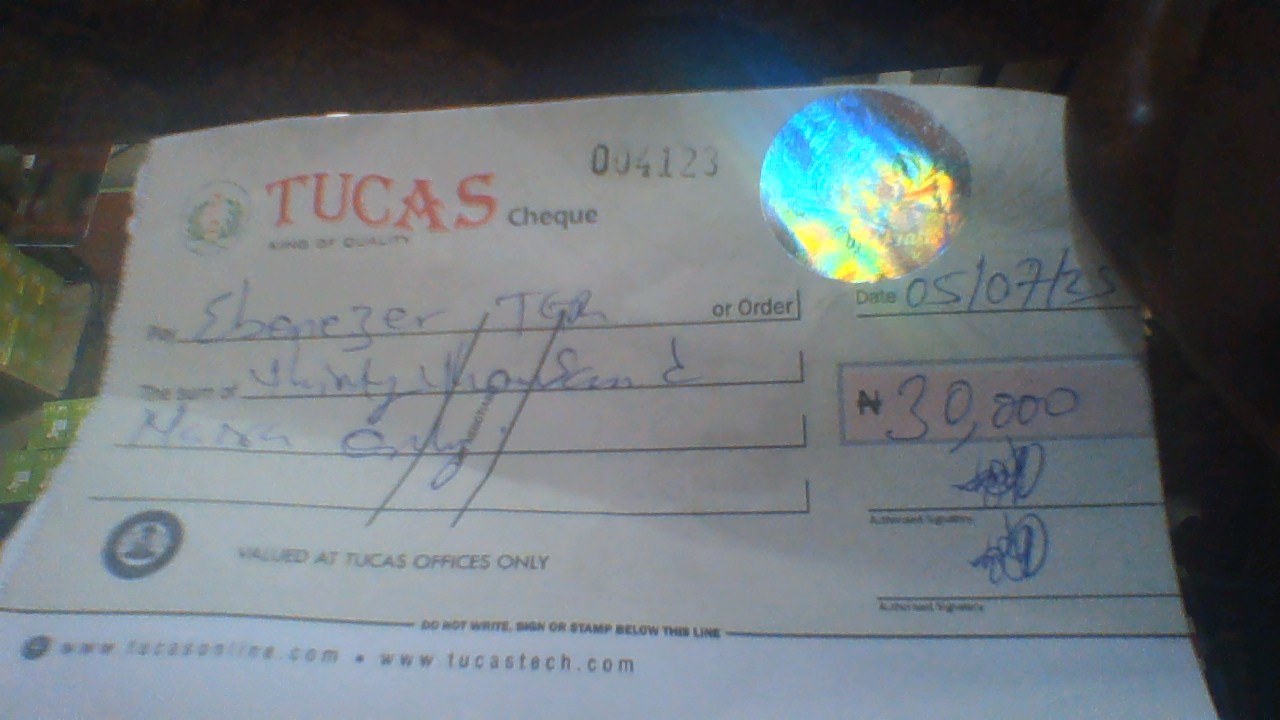 004123
TUCAS Cheque
KING OF QUALITY
Pay Ebenezer TGR or Order
Date 05/07/25
The sum of Thirty thousand
Naira Only.
₦ 30,000
Authorised Signatory
Authorised Signatory
VALUED AT TUCAS OFFICES ONLY
DO NOT WRITE, SIGN OR STAMP BELOW THIS LINE
www.tucasonline.com • www.tucastech.com